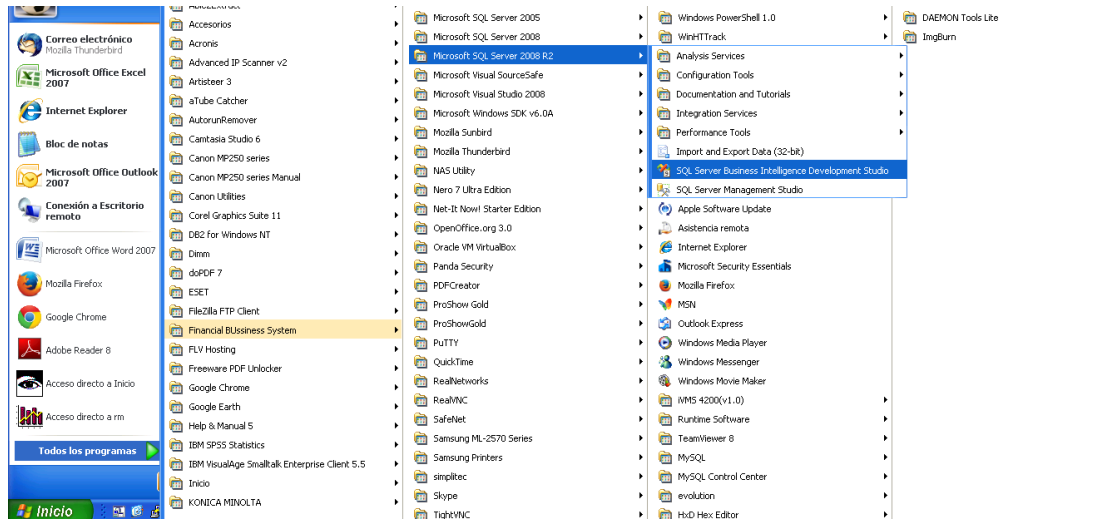 Correo electrónico
Mozilla Thunderbird
Microsoft Office Excel
2007
Internet Explorer
Bloc de notas
Microsoft Office Outlook
2007
Conexión a Escritorio
remoto
Microsoft Office Word 2007
Mozilla Firefox
Google Chrome
Adobe Reader 8
Acceso directo a Inicio
Acceso directo a rm
Todos los programas
Inicio
Accesorios
Acronis
Advanced IP Scanner v2
Artisteer 3
aTube Catcher
AutorunRemover
Camtasia Studio 6
Canon MP250 series
Canon MP250 series Manual
Canon Utilities
Corel Graphics Suite 11
DB2 for Windows NT
Dimm
doPDF 7
ESET
FileZilla FTP Client
Financial BUssiness System
FLV Hosting
Freeware PDF Unlocker
Google Chrome
Google Earth
Help & Manual 5
IBM SPSS Statistics
IBM VisualAge Smalltalk Enterprise Client 5.5
Inicio
KONICA MINOLTA
Microsoft SQL Server 2005
Microsoft SQL Server 2008
Microsoft SQL Server 2008 R2
Microsoft Visual SourceSafe
Microsoft Visual Studio 2008
Microsoft Windows SDK v6.0A
Mozilla Sunbird
Mozilla Thunderbird
NAS Utility
Nero 7 Ultra Edition
Net-It Now! Starter Edition
OpenOffice.org 3.0
Oracle VM VirtualBox
Panda Security
PDFCreator
ProShow Gold
ProShowGold
PuTTY
QuickTime
RealNetworks
RealVNC
SafeNet
Samsung ML-2570 Series
Samsung Printers
simplitec
Skype
TightVNC
Windows PowerShell 1.0
WinHTTrack
Analysis Services
Configuration Tools
Documentation and Tutorials
Integration Services
Performance Tools
Import and Export Data (32-bit)
SQL Server Business Intelligence Development Studio
SQL Server Management Studio
Apple Software Update
Asistencia remota
Internet Explorer
Microsoft Security Essentials
Mozilla Firefox
MSN
Outlook Express
Windows Media Player
Windows Messenger
Windows Movie Maker
iVMS 4200(v1.0)
Runtime Software
TeamViewer 8
MySQL
MySQL Control Center
evolution
HxD Hex Editor
DAEMON Tools Lite
ImgBurn